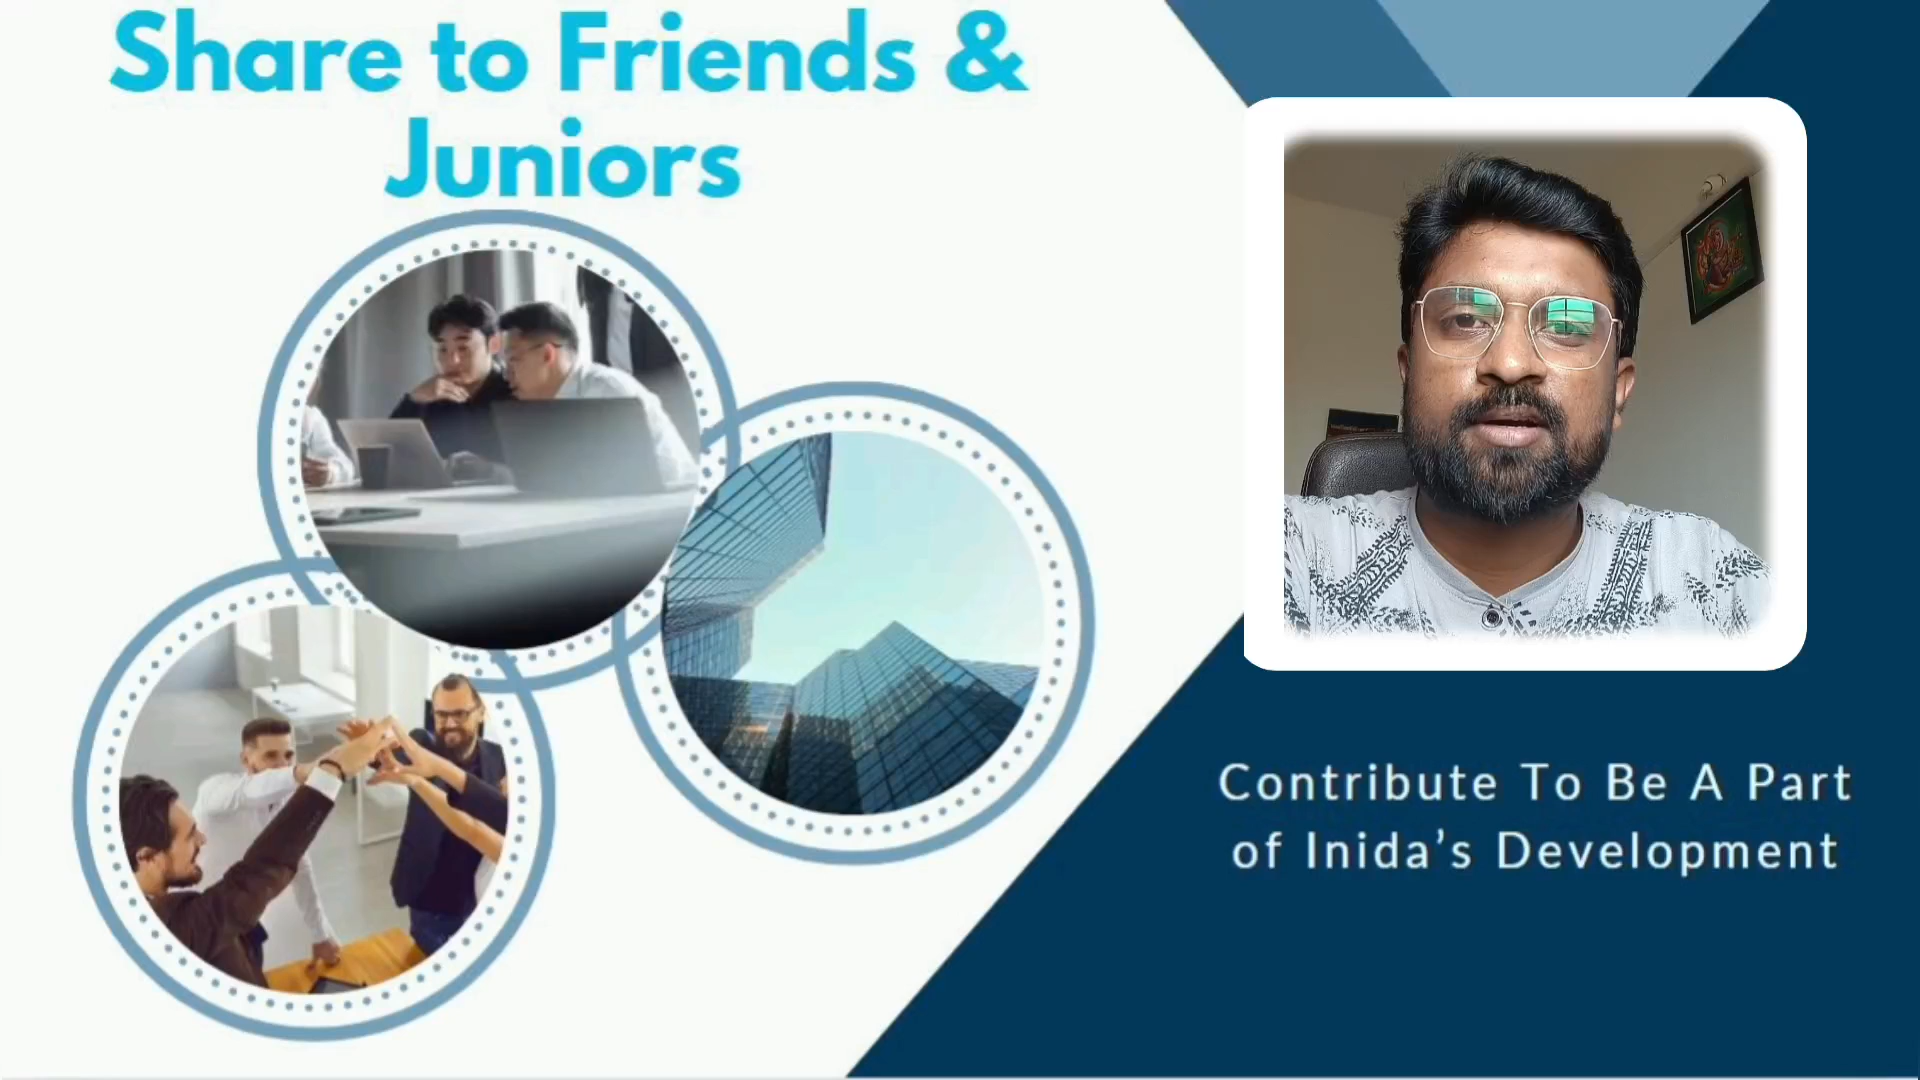 Share to Friends &
Juniors
Contribute To Be A Part
of Inida's Development